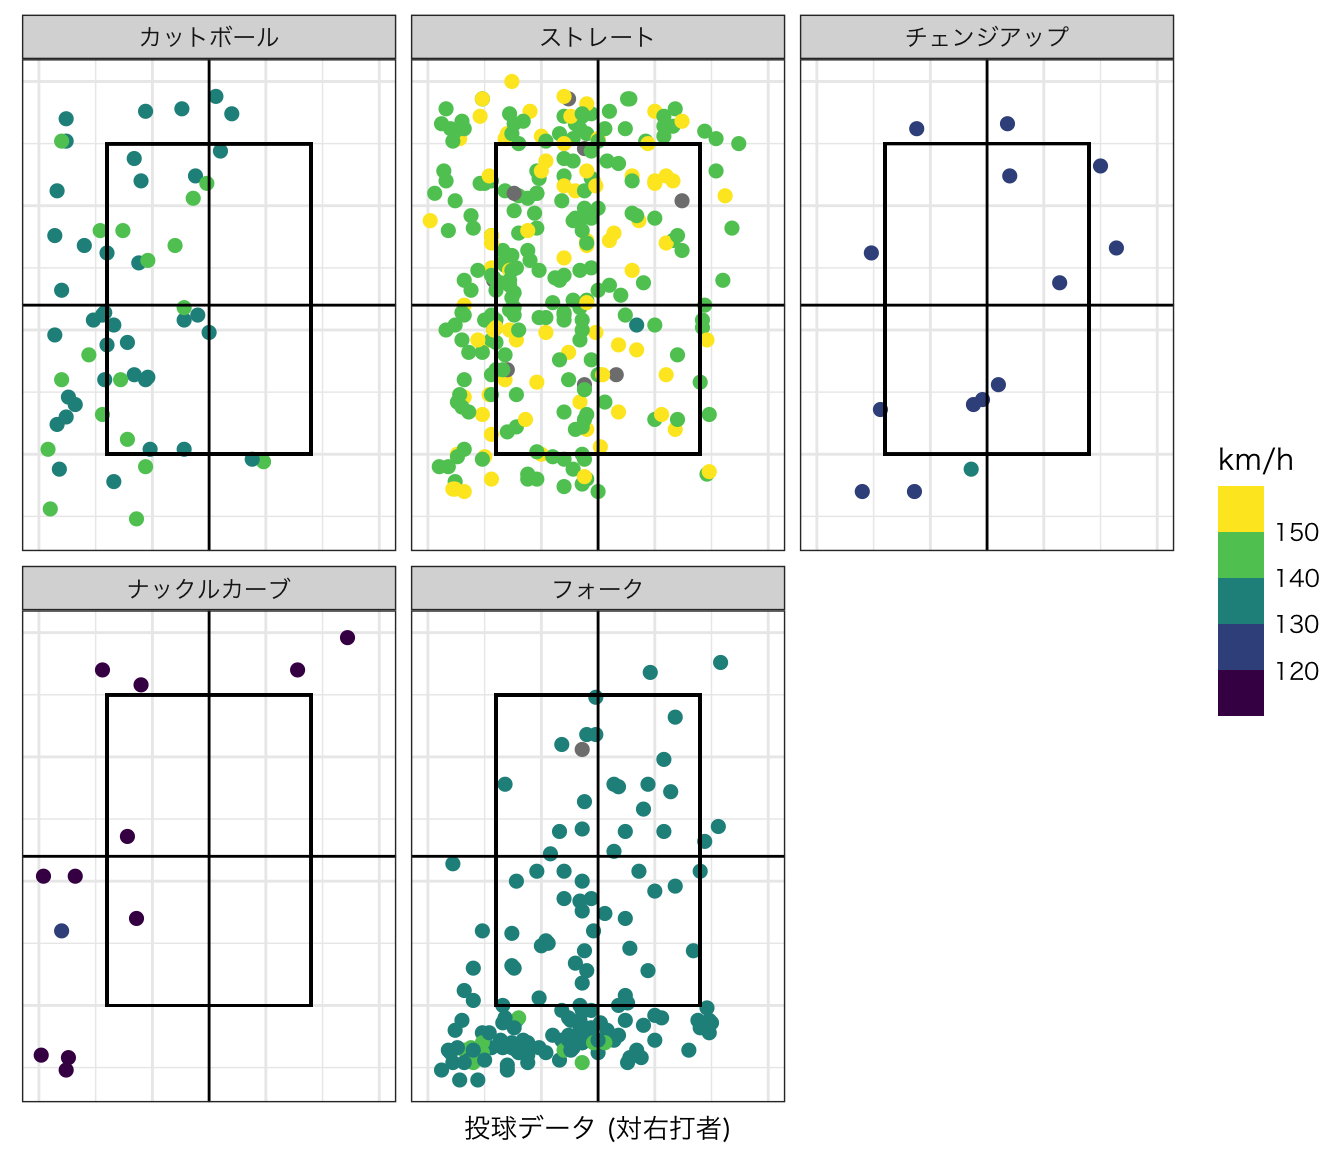 カットボール
ストレート
チェンジアップ
km/h
150
140
130
120
ナックルカーブ
フォーク
投球データ (対右打者)